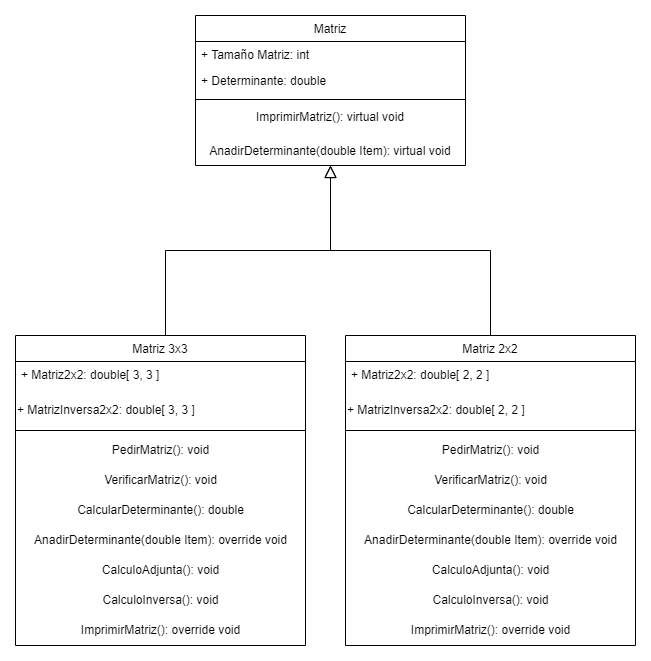 Matriz
+ Tamaño Matriz: int
+ Determinante: double
ImprimirMatriz(): virtual void
AnadirDeterminante(double Item): virtual void
Matriz 3x3
+ Matriz2x2: double[ 3, 3 ]
+ MatrizInversa2x2: double[ 3, 3 ]
PedirMatriz(): void
VerificarMatriz(): void
CalcularDeterminante(): double
AnadirDeterminante(double Item): override void
CalculoAdjunta(): void
CalculoInversa(): void
ImprimirMatriz(): override void
Matriz 2x2
+ Matriz2x2: double[ 2, 2 ]
+ MatrizInversa2x2: double[ 2, 2 ]
PedirMatriz(): void
VerificarMatriz(): void
CalcularDeterminante(): double
AnadirDeterminante(double Item): override void
CalculoAdjunta(): void
CalculoInversa(): void
ImprimirMatriz(): override void